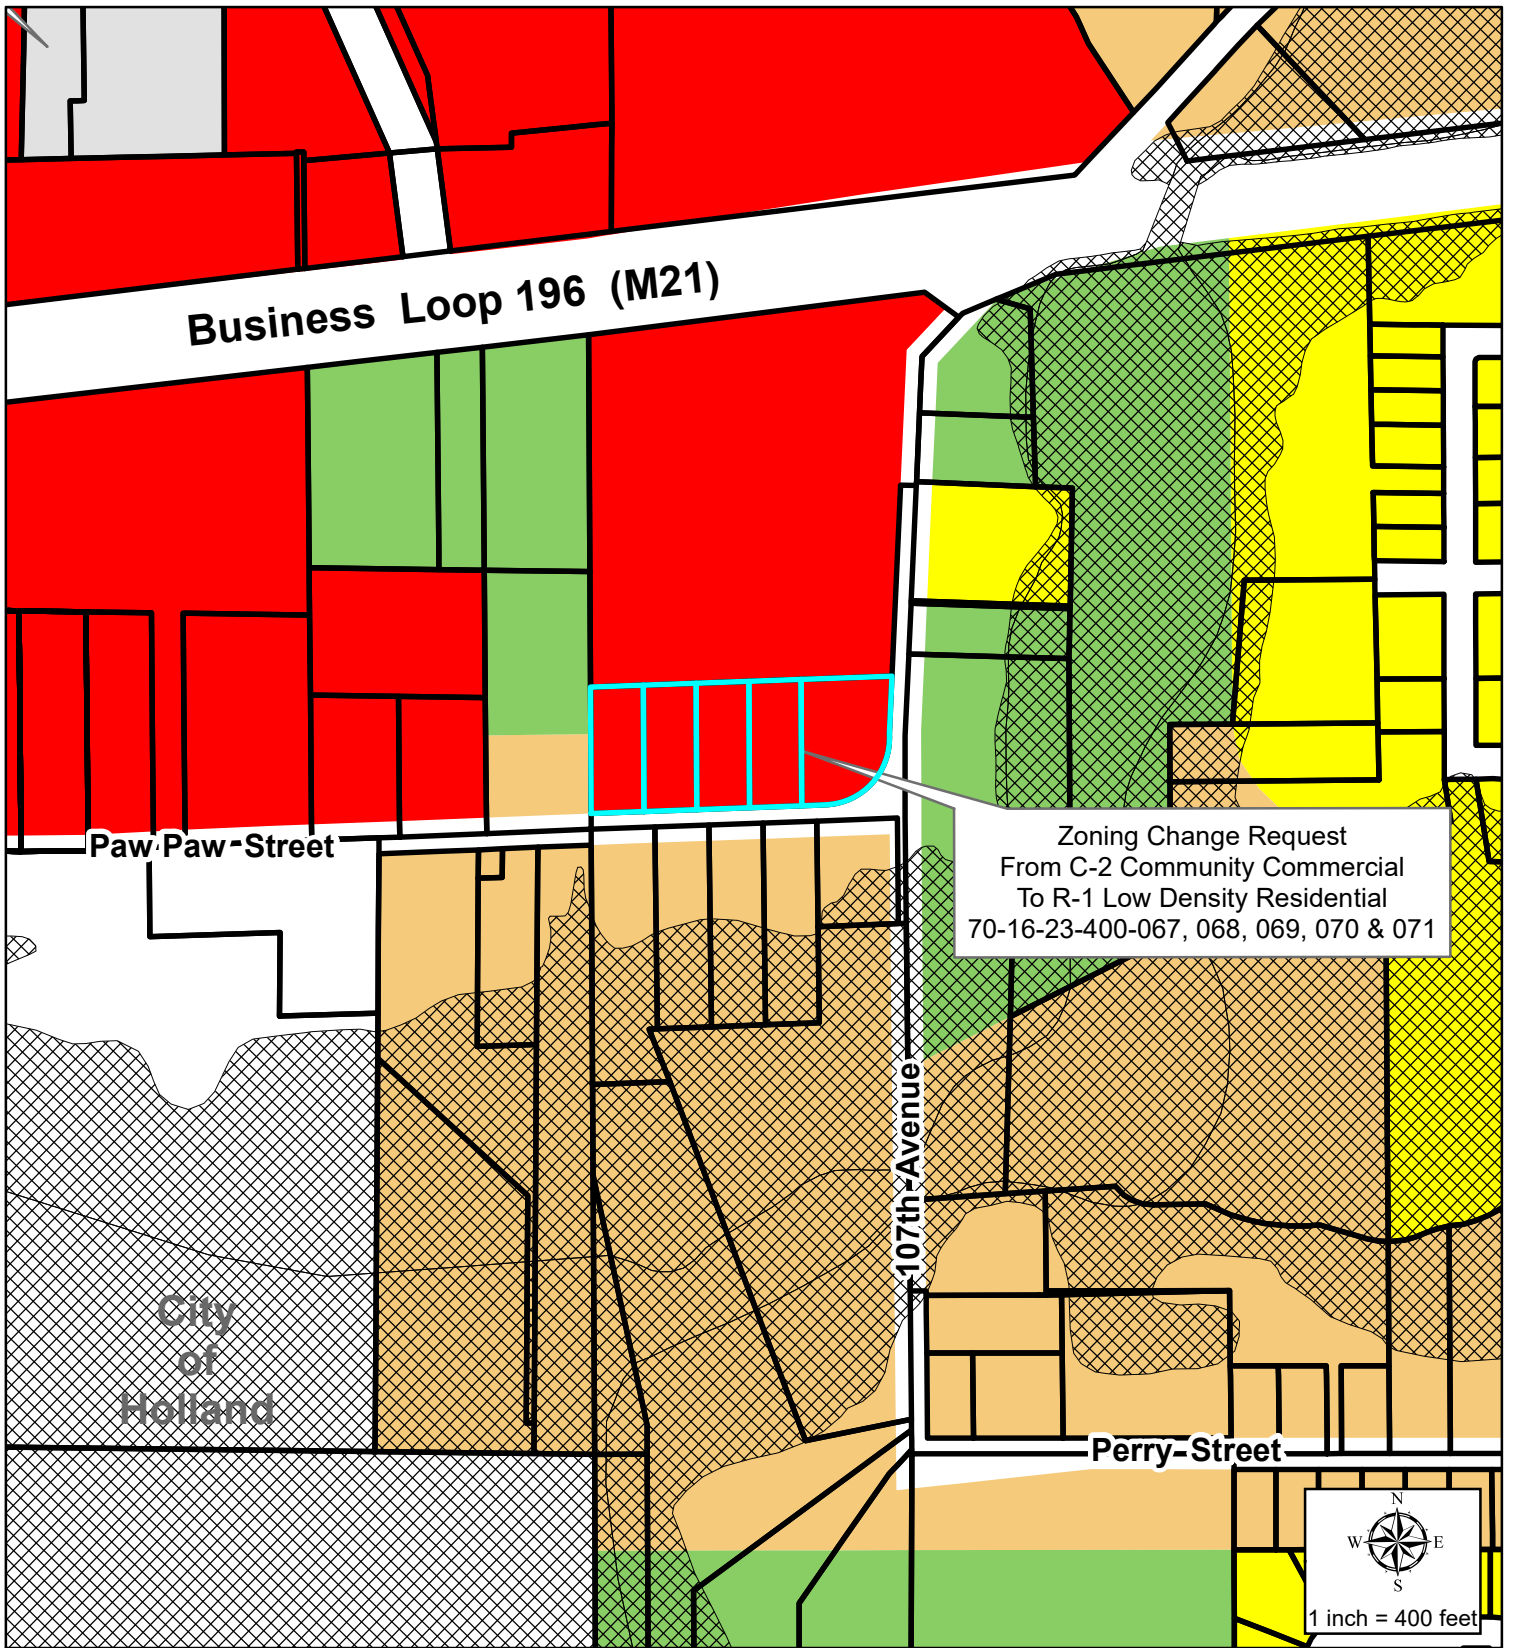 Business Loop 196 (M21)
Paw Paw Street
Zoning Change Request
From C-2 Community Commercial
To R-1 Low Density Residential
70-16-23-400-067, 068, 069, 070 & 071
107th Avenue
City
of
Holland
Perry Street
N
W E
S
1 inch = 400 feet